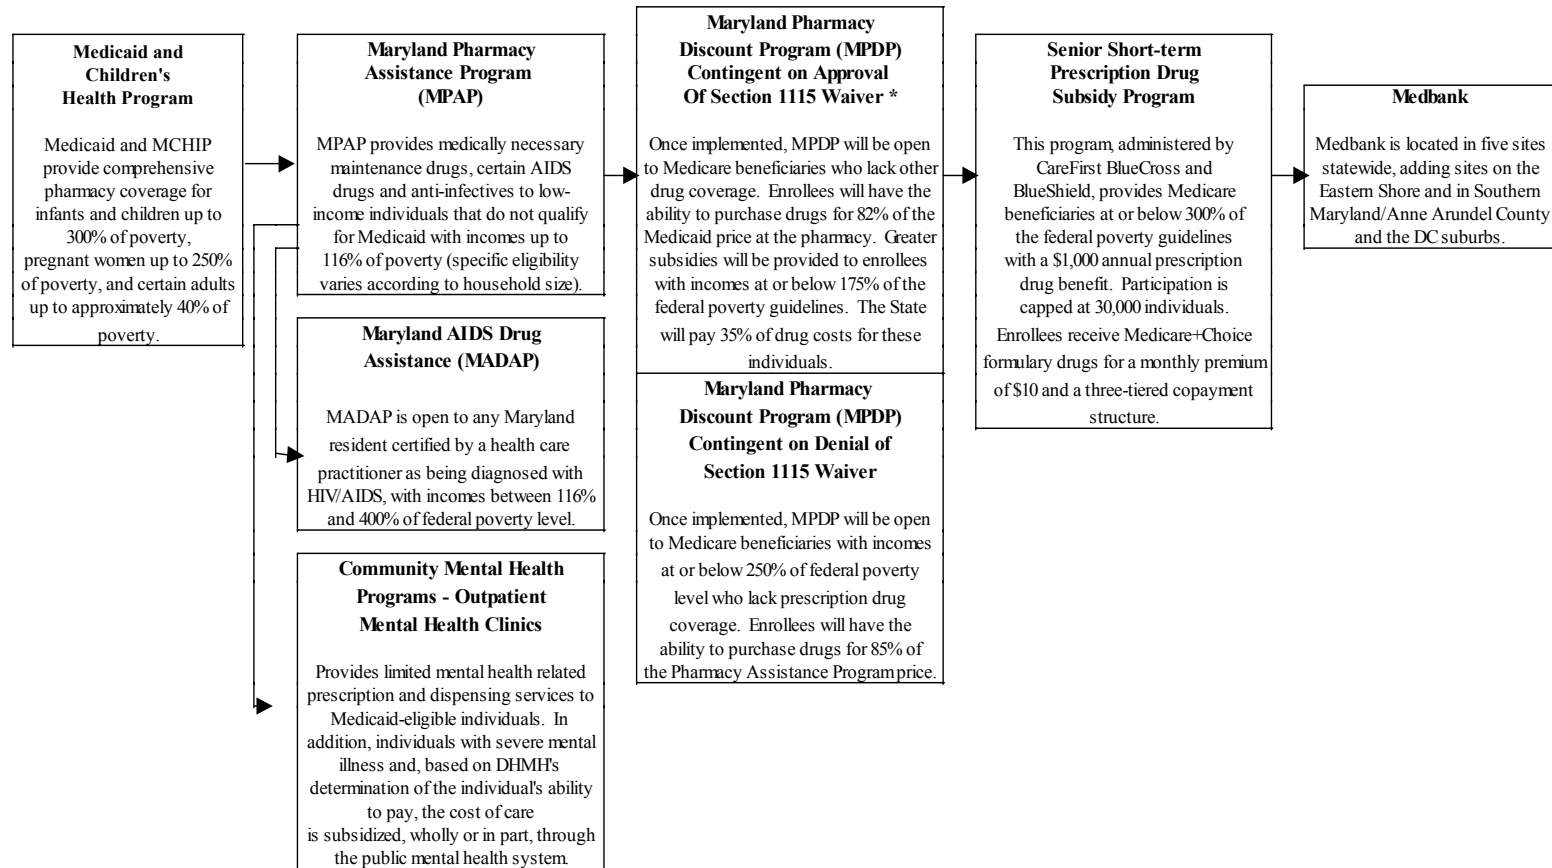 Medicaid and
Children's
Health Program
Medicaid and MCHIP
provide comprehensive
pharmacy coverage for
infants and children up to
300% of poverty,
pregnant women up to 250%
of poverty, and certain adults
up to approximately 40% of
poverty.
Maryland Pharmacy
Assistance Program
(MPAP)
MPAP provides medically necessary
maintenance drugs, certain AIDS
drugs and anti-infectives to low-
income individuals that do not qualify
for Medicaid with incomes up to
116% of poverty (specific eligibility
varies according to household size).
Maryland AIDS Drug
Assistance (MADAP)
MADAP is open to any Maryland
resident certified by a health care
practitioner as being diagnosed with
HIV/AIDS, with incomes between 116%
and 400% of federal poverty level.
Community Mental Health
Programs - Outpatient
Mental Health Clinics
Provides limited mental health related
prescription and dispensing services to
Medicaid-eligible individuals. In
addition, individuals with severe mental
illness and, based on DHMH's
determination of the individual's ability
to pay, the cost of care
is subsidized, wholly or in part, through
the public mental health system.
Maryland Pharmacy
Discount Program (MPDP)
Contingent on Approval
Of Section 1115 Waiver *
Once implemented, MPDP will be open
to Medicare beneficiaries who lack other
drug coverage. Enrollees will have the
ability to purchase drugs for 82% of the
Medicaid price at the pharmacy. Greater
subsidies will be provided to enrollees
with incomes at or below 175% of the
federal poverty guidelines. The State
will pay 35% of drug costs for these
individuals.
Maryland Pharmacy
Discount Program (MPDP)
Contingent on Denial of
Section 1115 Waiver
Once implemented, MPDP will be open
to Medicare beneficiaries with incomes
at or below 250% of federal poverty
level who lack prescription drug
coverage. Enrollees will have the
ability to purchase drugs for 85% of
the Pharmacy Assistance Program price.
Senior Short-term
Prescription Drug
Subsidy Program
This program, administered by
CareFirst BlueCross and
BlueShield, provides Medicare
beneficiaries at or below 300% of
the federal poverty guidelines
with a $1,000 annual prescription
drug benefit. Participation is
capped at 30,000 individuals.
Enrollees receive Medicare+Choice
formulary drugs for a monthly premium
of $10 and a three-tiered copayment
structure.
Medbank
Medbank is located in five sites
statewide, adding sites on the
Eastern Shore and in Southern
Maryland/Anne Arundel County
and the DC suburbs.